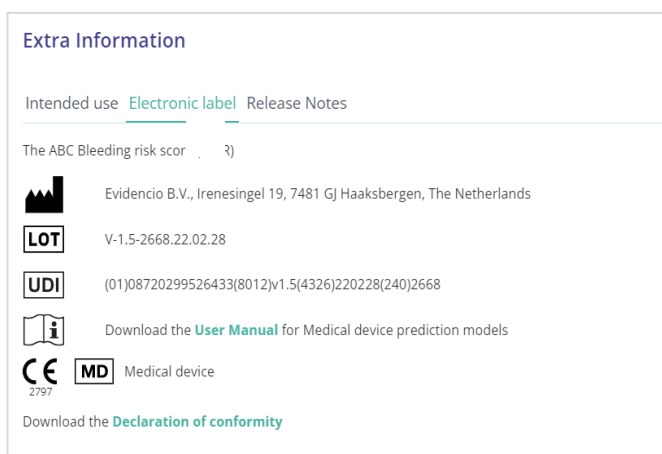 Extra Information
Intended use Electronic label Release Notes
The ABC Bleeding risk R)
Evidencio B.V., Irenesingel 19, 7481 GJ Haaksbergen, The Netherlands
LOT V-1.5-2668.22.02.28
UDI (01)08720299526433(8012)v1.5(4326)220228(240)2668
i Download the User Manual for Medical device prediction models
CE MD Medical device
2797
Download the Declaration of conformity